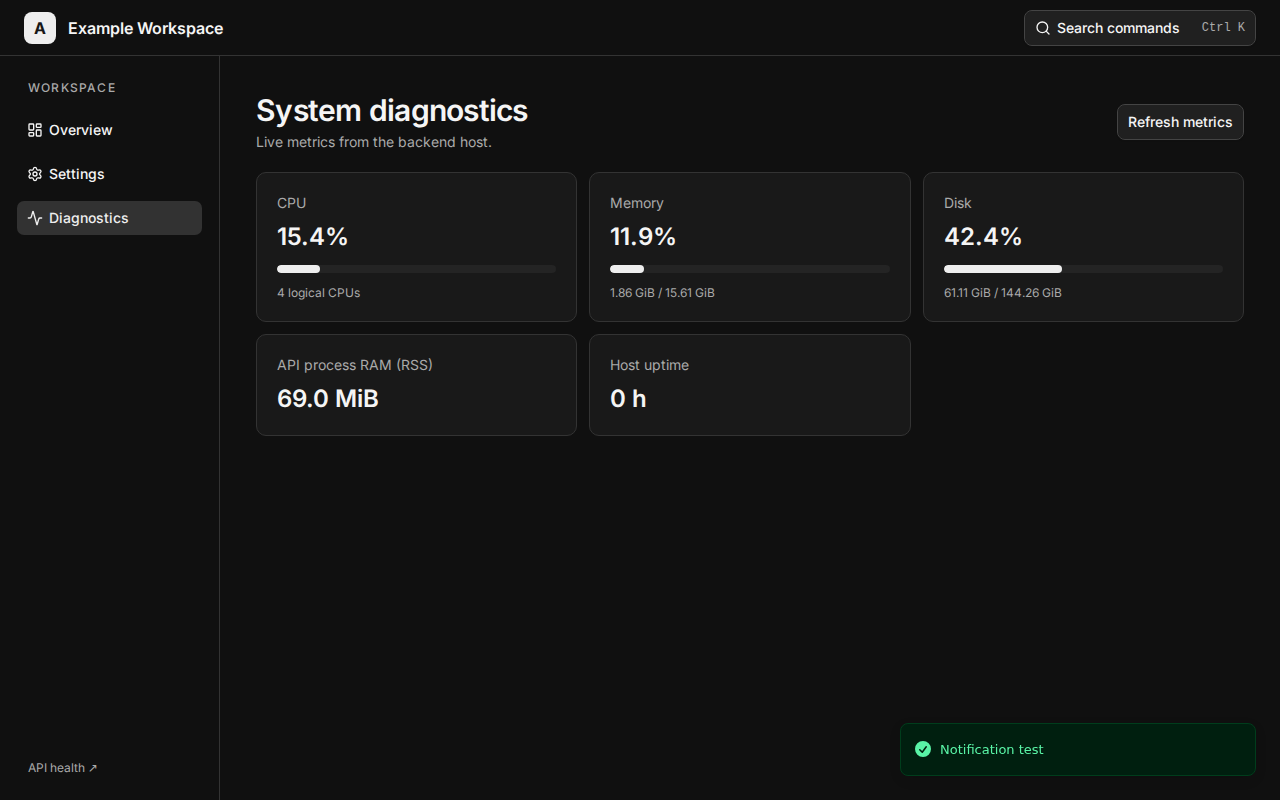 A
Example Workspace
Search commands Ctrl K
WORKSPACE
Overview
Settings
Diagnostics
System diagnostics
Live metrics from the backend host.
Refresh metrics
CPU
15.4%
4 logical CPUs
Memory
11.9%
1.86 GiB / 15.61 GiB
Disk
42.4%
61.11 GiB / 144.26 GiB
API process RAM (RSS)
69.0 MiB
Host uptime
0 h
API health ↗
Notification test